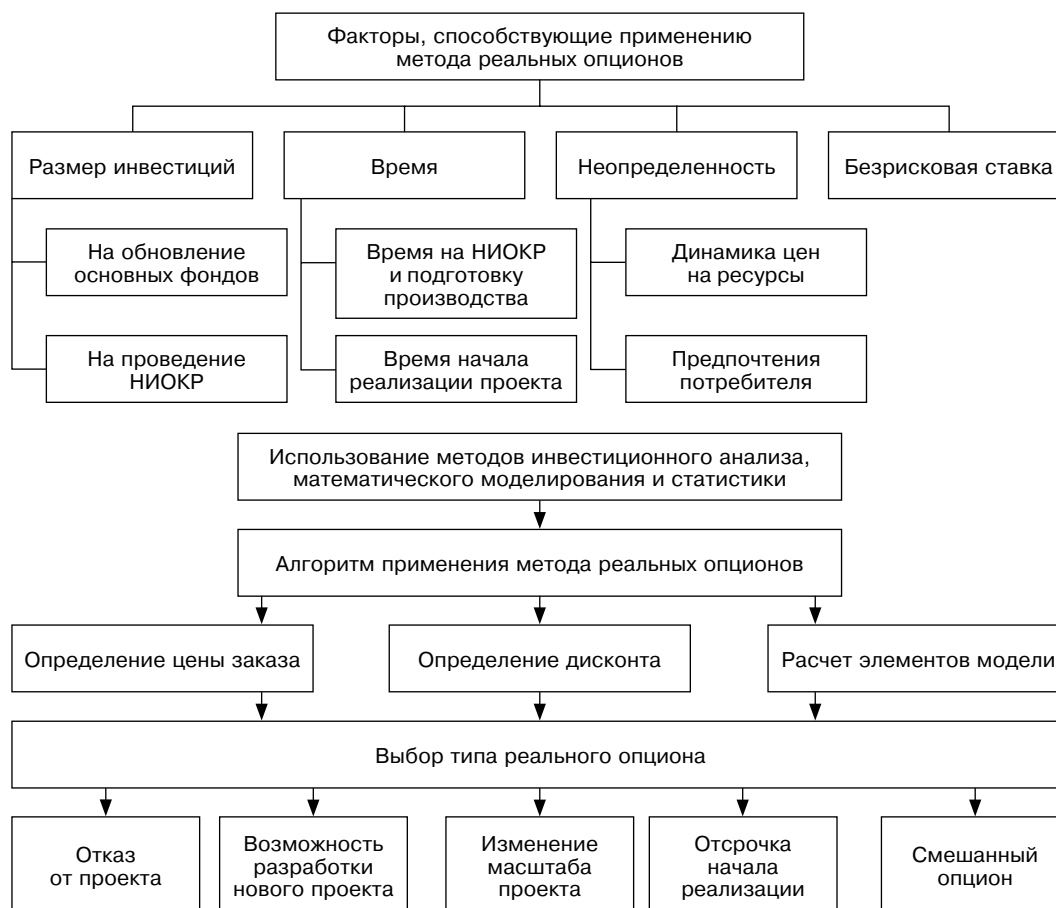 Факторы, способствующие применению
метода реальных опционов
Размер инвестиций
Время
Неопределенность
Безрисковая ставка
На обновление
основных фондов
Время на НИОКР
и подготовку
производства
Динамика цен
на ресурсы
На проведение
НИОКР
Время начала
реализации проекта
Предпочтения
потребителя
Использование методов инвестиционного анализа,
математического моделирования и статистики
Алгоритм применения метода реальных опционов
Определение цены заказа
Определение дисконта
Расчет элементов модели
Выбор типа реального опциона
Отказ
от проекта
Возможность
разработки
нового проекта
Изменение
масштаба
проекта
Отсрочка
начала
реализации
Смешанный
опцион